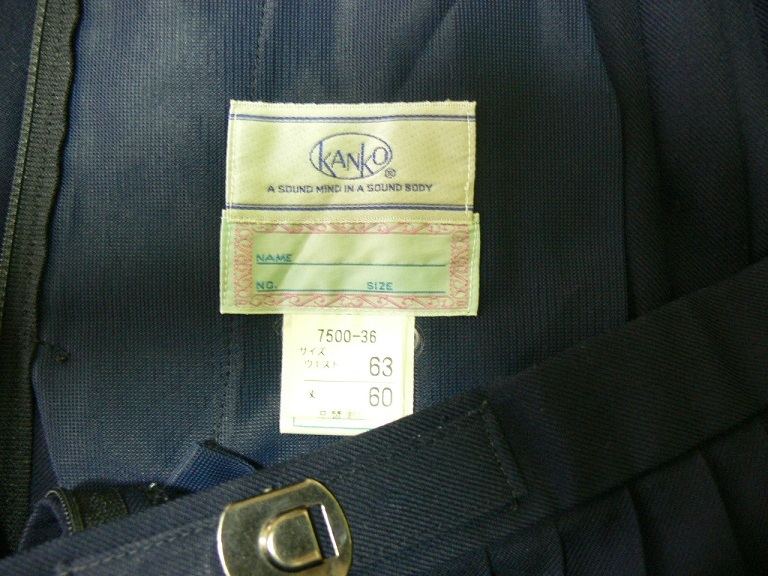 KANKO
®
A SOUND MIND IN A SOUND BODY
NAME
NO. SIZE
7500-36
サイズ
ウエスト 63
60